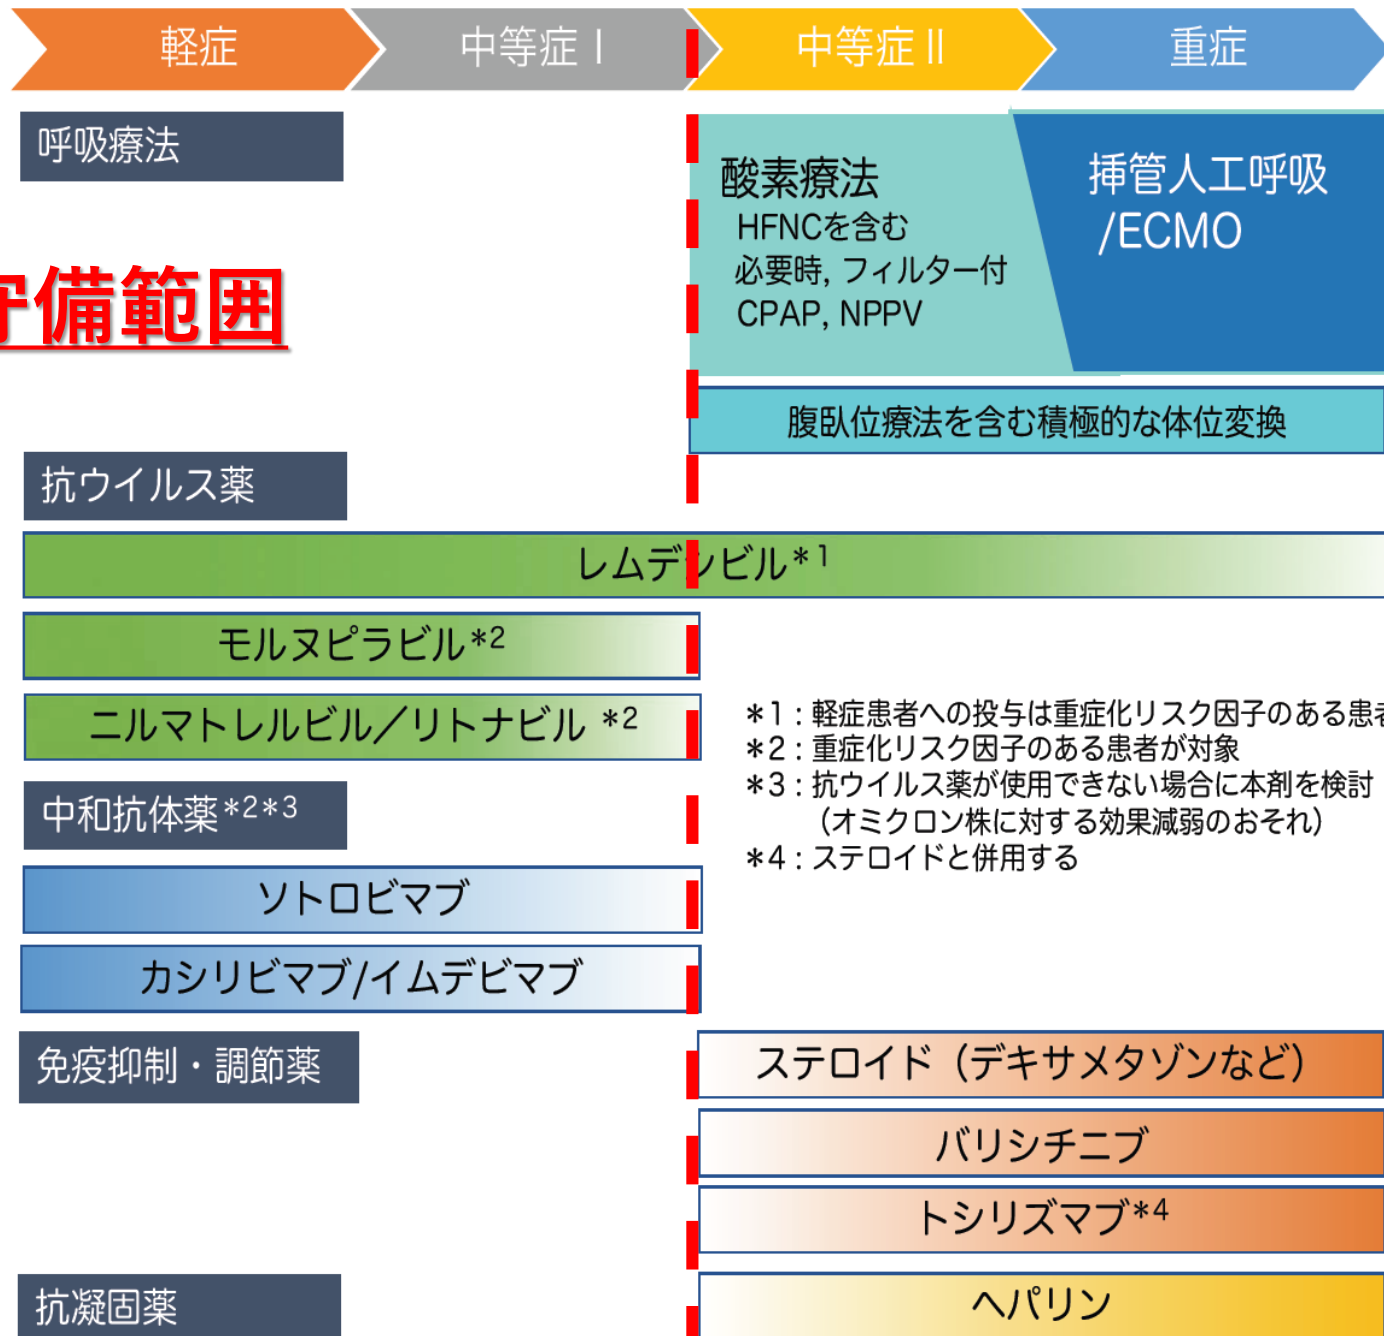 軽症
中等症Ⅰ
中等症Ⅱ
重症
呼吸療法
酸素療法
HFNCを含む
必要時, フィルター付
CPAP, NPPV
挿管人工呼吸
/ECMO
守備範囲
腹臥位療法を含む積極的な体位変換
抗ウイルス薬
レムデシビル*1
モルヌピラビル*2
ニルマトレルビル/リトナビル *2
*1:軽症患者への投与は重症化リスク因子のある患者
*2:重症化リスク因子のある患者が対象
*3:抗ウイルス薬が使用できない場合に本剤を検討
(オミクロン株に対する効果減弱のおそれ)
*4:ステロイドと併用する
中和抗体薬*2*3
ソトロビマブ
カシリビマブ/イムデビマブ
免疫抑制・調節薬
ステロイド(デキサメタゾンなど)
バリシチニブ
トシリズマブ*4
抗凝固薬
ヘパリン